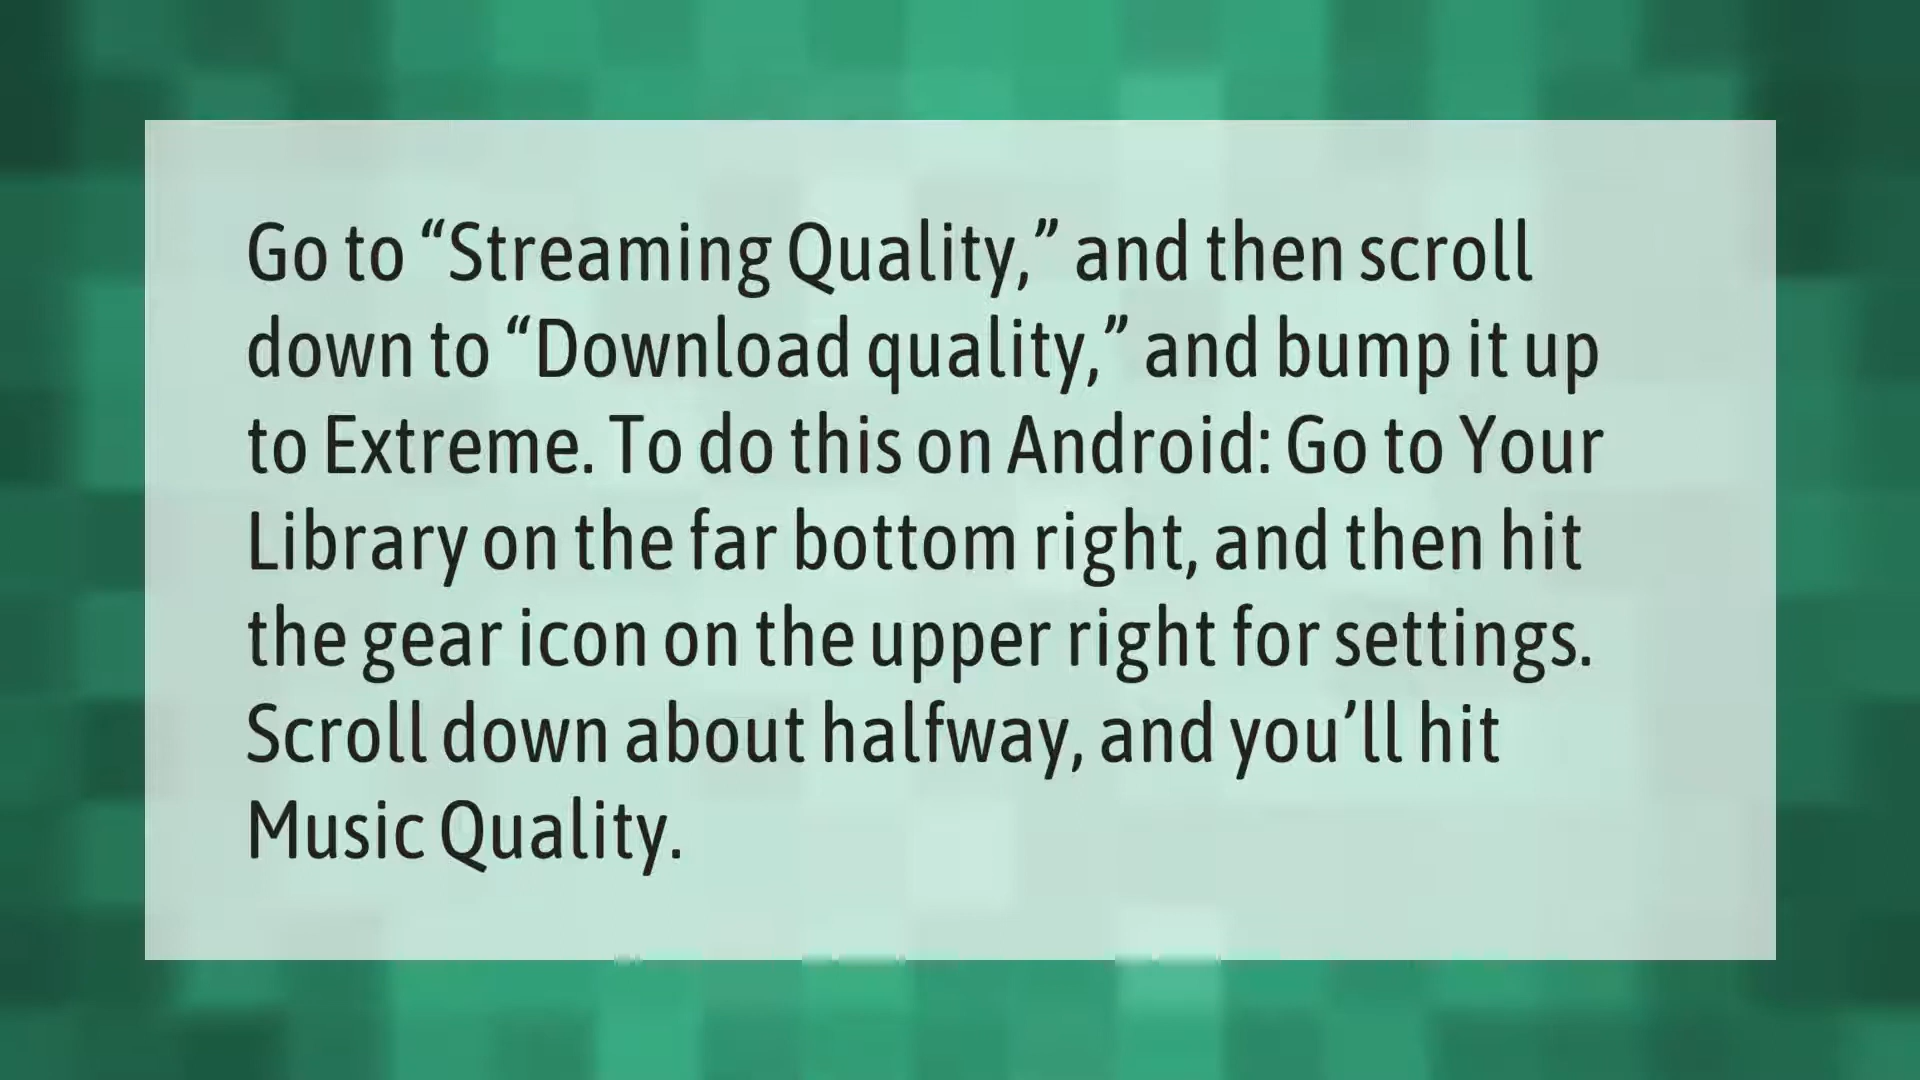 Go to “Streaming Quality,” and then scroll
down to “Download quality,” and bump it up
to Extreme. To do this on Android: Go to Your
Library on the far bottom right, and then hit
the gear icon on the upper right for settings.
Scroll down about halfway, and you’ll hit
Music Quality.